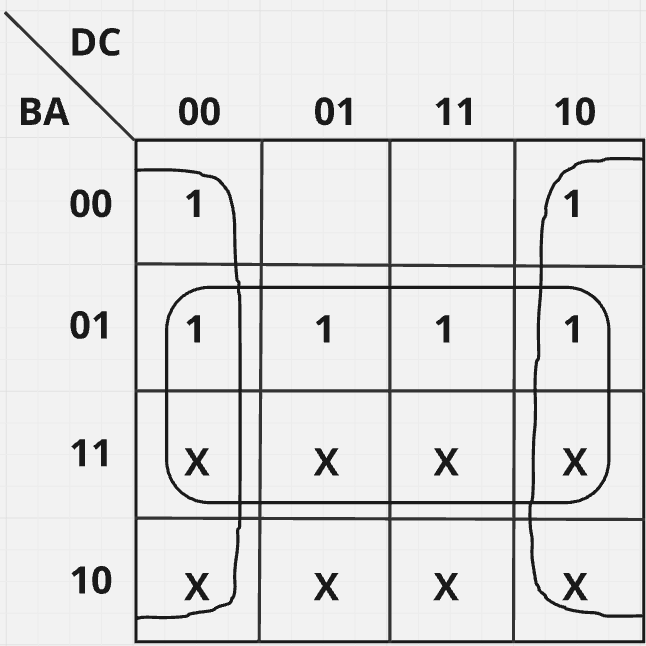 DC
BA 00 01 11 10
00 1 1
01 1 1 1 1
11 X X X X
10 X X X X